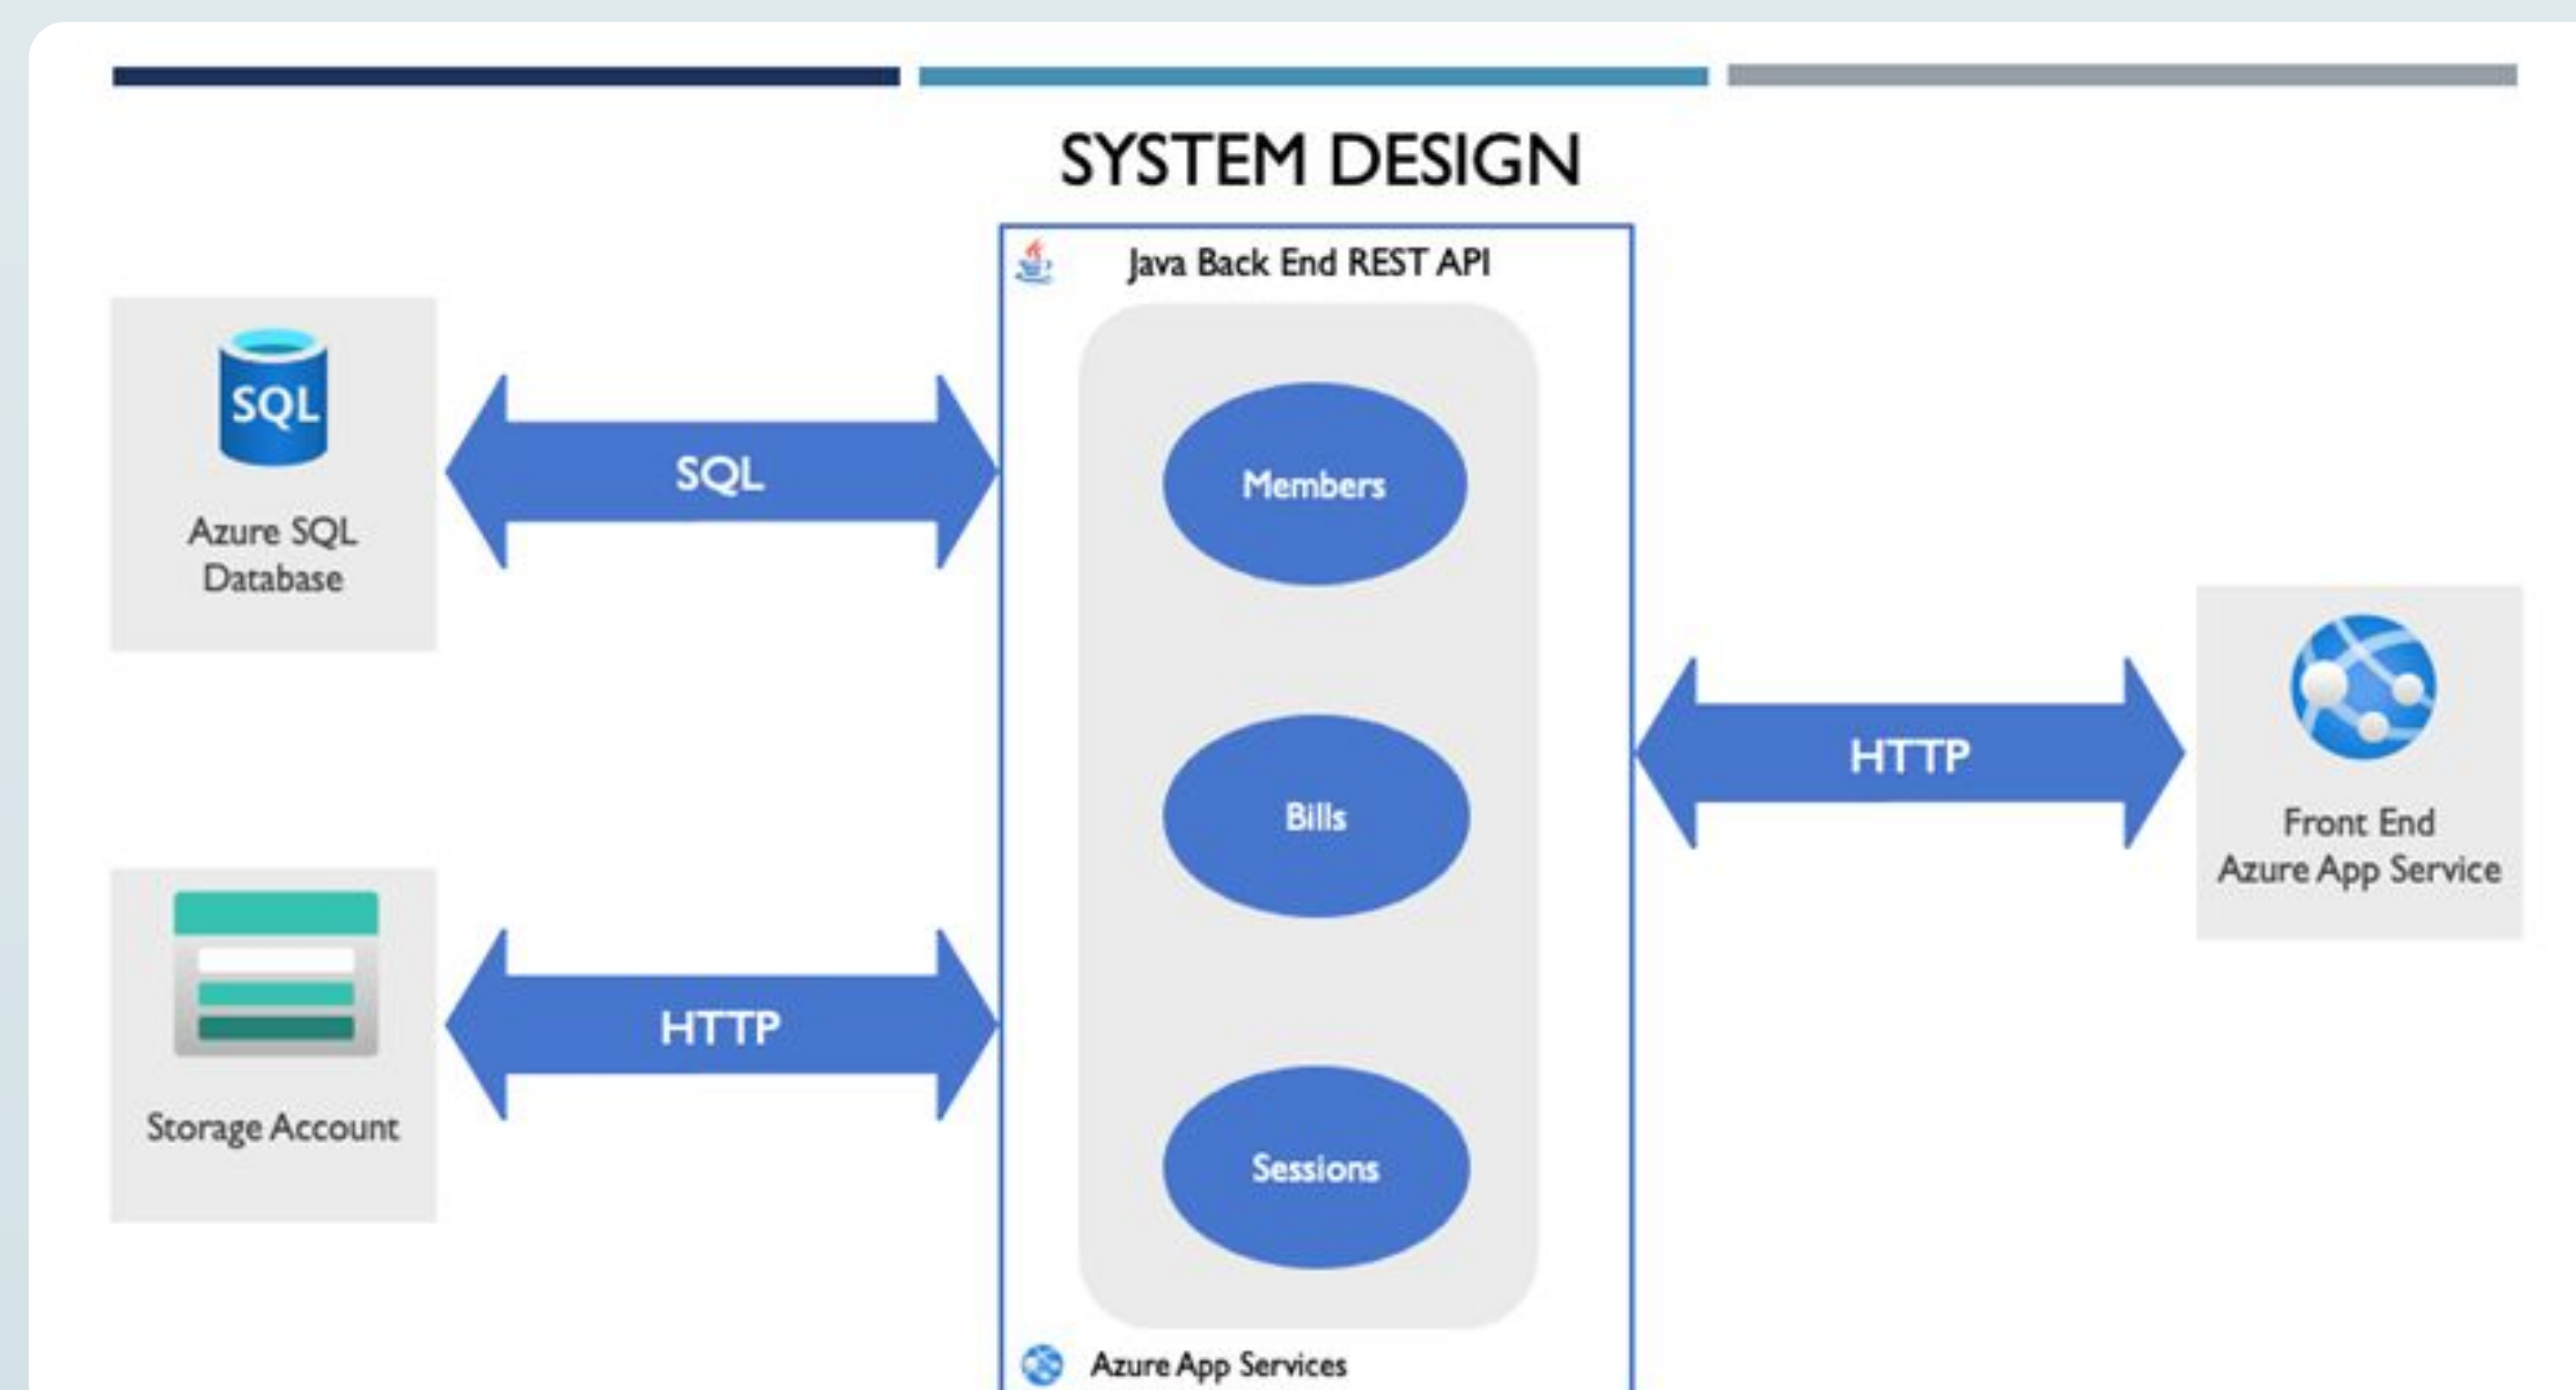 SYSTEM DESIGN
Java Back End REST API
SQL
Azure SQL
Database
SQL
Members
Bills
HTTP
Front End
Azure App Service
Storage Account
HTTP
Sessions
Azure App Services